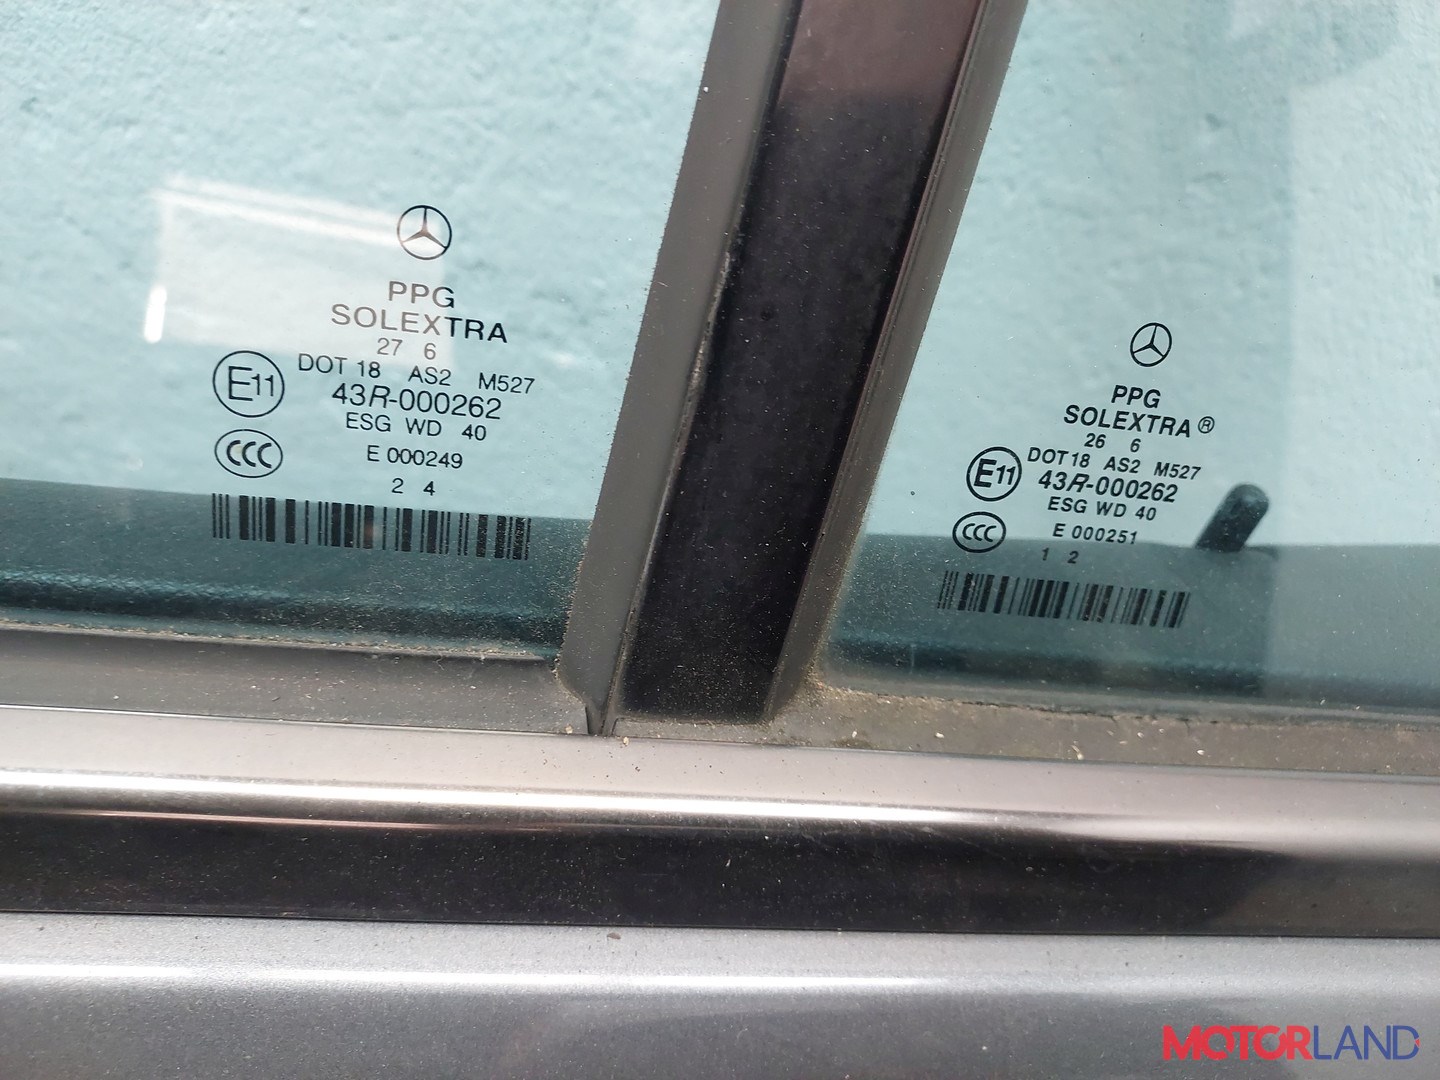 PPG
SOLEXTRA
27 6
DOT 18 AS2 M527
E11
43R-000262
ESG WD 40
CCC
E 000249
2 4
PPG
SOLEXTRA®
26 6
DOT 18 AS2 M527
E11
43R-000262
ESG WD 40
CCC
E 000251
1 2
MOTORLAND